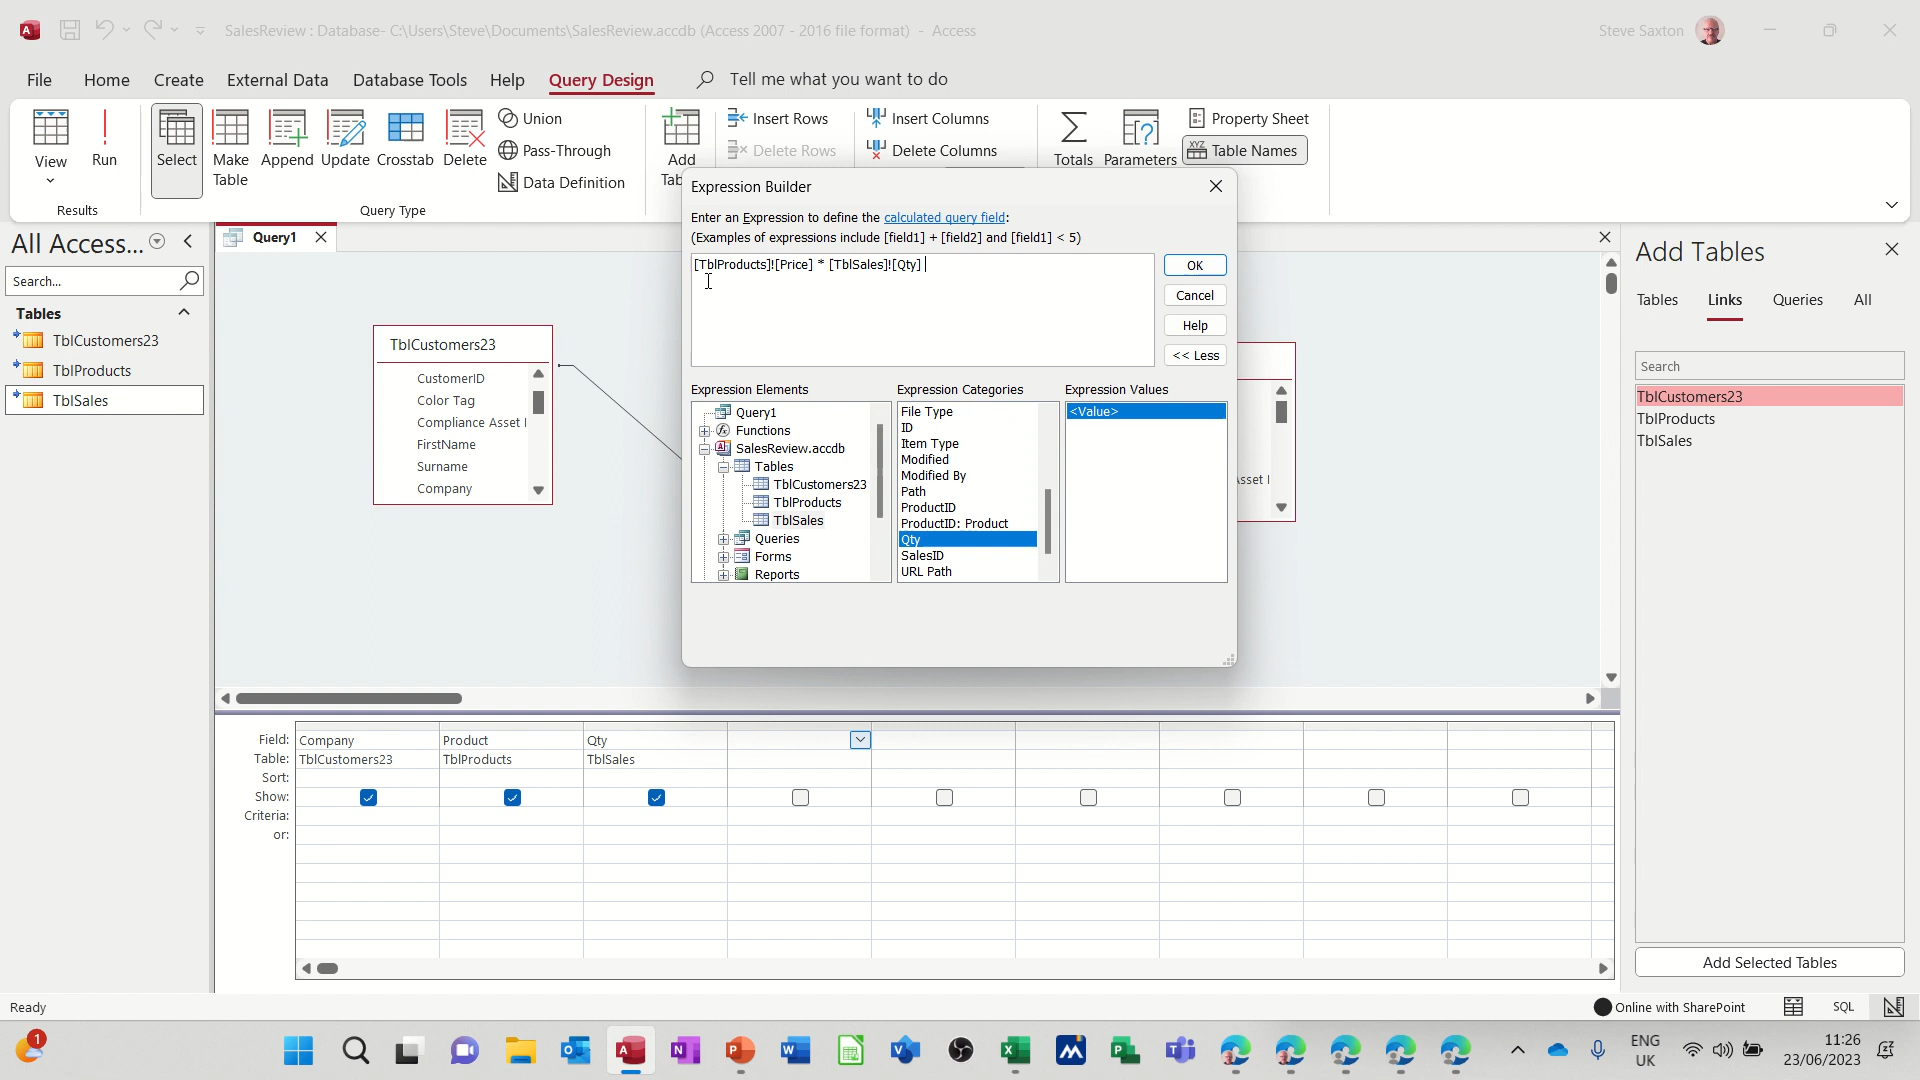 SalesReview : Database- C:\Users\Steve\Documents\SalesReview.accdb (Access 2007 - 2016 file format) - Access
Steve Saxton
File Home Create External Data Database Tools Help Query Design Tell me what you want to do
View
Run
Results
Select
Make Table
Append
Update
Crosstab
Delete
Union
Pass-Through
Data Definition
Query Type
Add
Insert Rows
Delete Rows
Insert Columns
Delete Columns
Totals
Parameters
Property Sheet
XYZ Table Names
All Access...
Search...
Tables
TblCustomers23
TblProducts
TblSales
Query1
TblCustomers23
CustomerID
Color Tag
Compliance Asset I
FirstName
Surname
Company
Expression Builder
Enter an Expression to define the calculated query field:
(Examples of expressions include [field1] + [field2] and [field1] < 5)
[TblProducts]![Price] * [TblSales]![Qty]
OK
Cancel
Help
<< Less
Expression Elements
Query1
Functions
SalesReview.accdb
Tables
TblCustomers23
TblProducts
TblSales
Queries
Forms
Reports
Expression Categories
File Type
ID
Item Type
Modified
Modified By
Path
ProductID
ProductID: Product
Qty
SalesID
URL Path
Expression Values
<Value>
Add Tables
Tables Links Queries All
Search
TblCustomers23
TblProducts
TblSales
Add Selected Tables
Field: Company Product Qty
Table: TblCustomers23 TblProducts TblSales
Sort:
Show:
Criteria:
or:
Ready
Online with SharePoint
SQL
1
ENG
UK
11:26
23/06/2023